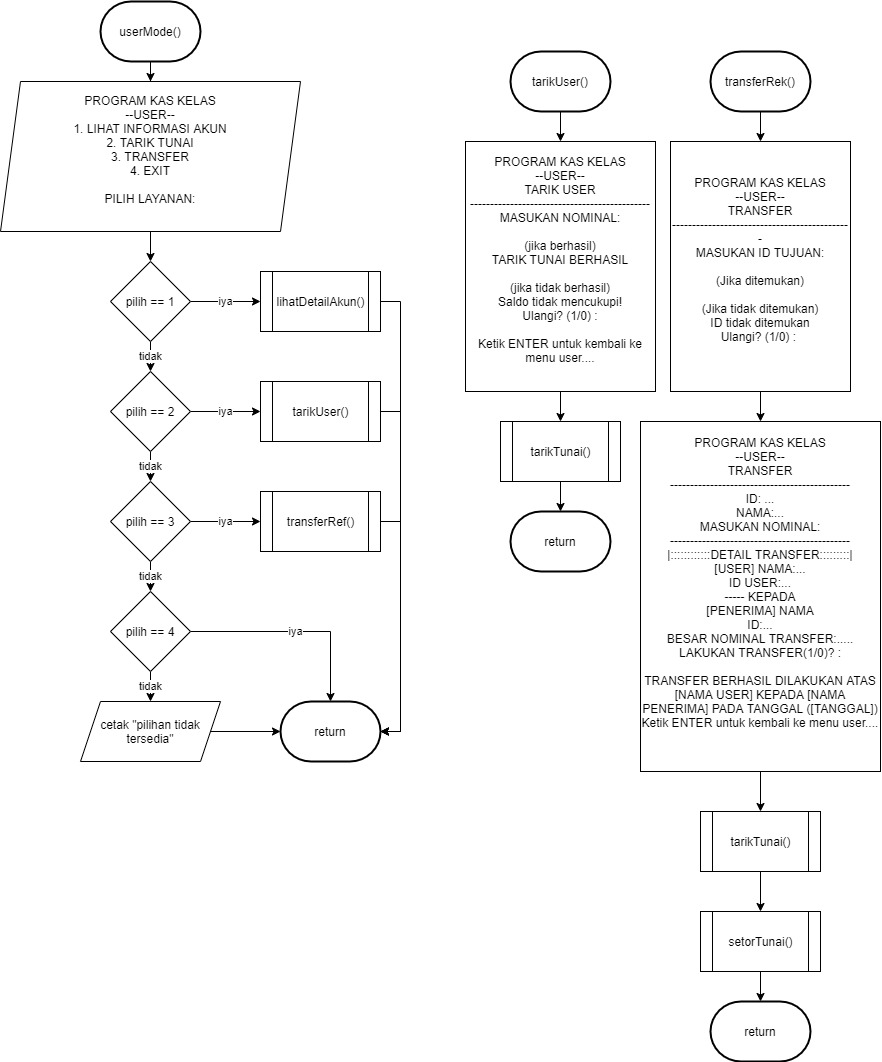 userMode()
PROGRAM KAS KELAS
--USER--
1. LIHAT INFORMASI AKUN
2. TARIK TUNAI
3. TRANSFER
4. EXIT
PILIH LAYANAN:
pilih == 1
iya
lihatDetailAkun()
tidak
pilih == 2
iya
tarikUser()
tidak
pilih == 3
iya
transferRef()
tidak
pilih == 4
iya
tidak
cetak "pilihan tidak
tersedia"
return
tarikUser()
PROGRAM KAS KELAS
--USER--
TARIK USER
---------------------------------------------
MASUKAN NOMINAL:
(jika berhasil)
TARIK TUNAI BERHASIL
(jika tidak berhasil)
Saldo tidak mencukupi!
Ulangi? (1/0) :
Ketik ENTER untuk kembali ke
menu user....
tarikTunai()
return
transferRek()
PROGRAM KAS KELAS
--USER--
TRANSFER
--------------------------------------------
-
MASUKAN ID TUJUAN:
(Jika ditemukan)
(Jika tidak ditemukan)
ID tidak ditemukan
Ulangi? (1/0) :
PROGRAM KAS KELAS
--USER--
TRANSFER
---------------------------------------------
ID: ...
NAMA:...
MASUKAN NOMINAL:
---------------------------------------------
|::::::::::::DETAIL TRANSFER:::::::::|
[USER] NAMA:...
ID USER:...
----- KEPADA
[PENERIMA] NAMA
ID:...
BESAR NOMINAL TRANSFER:.....
LAKUKAN TRANSFER(1/0)? :
TRANSFER BERHASIL DILAKUKAN ATAS
[NAMA USER] KEPADA [NAMA
PENERIMA] PADA TANGGAL ([TANGGAL])
Ketik ENTER untuk kembali ke menu user....
tarikTunai()
setorTunai()
return